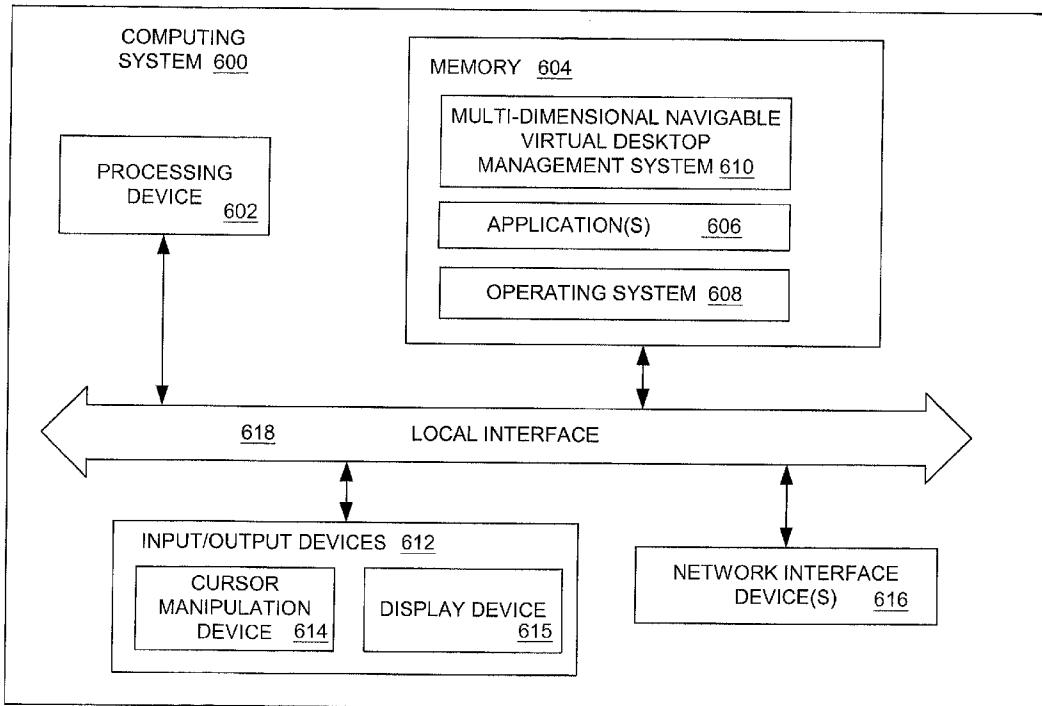 COMPUTING
SYSTEM 600
MEMORY 604
MULTI-DIMENSIONAL NAVIGABLE
VIRTUAL DESKTOP
MANAGEMENT SYSTEM 610
PROCESSING
DEVICE
602
APPLICATION(S) 606
OPERATING SYSTEM 608
618 LOCAL INTERFACE
INPUT/OUTPUT DEVICES 612
CURSOR
MANIPULATION
DEVICE 614
DISPLAY DEVICE
615
NETWORK INTERFACE
DEVICE(S) 616